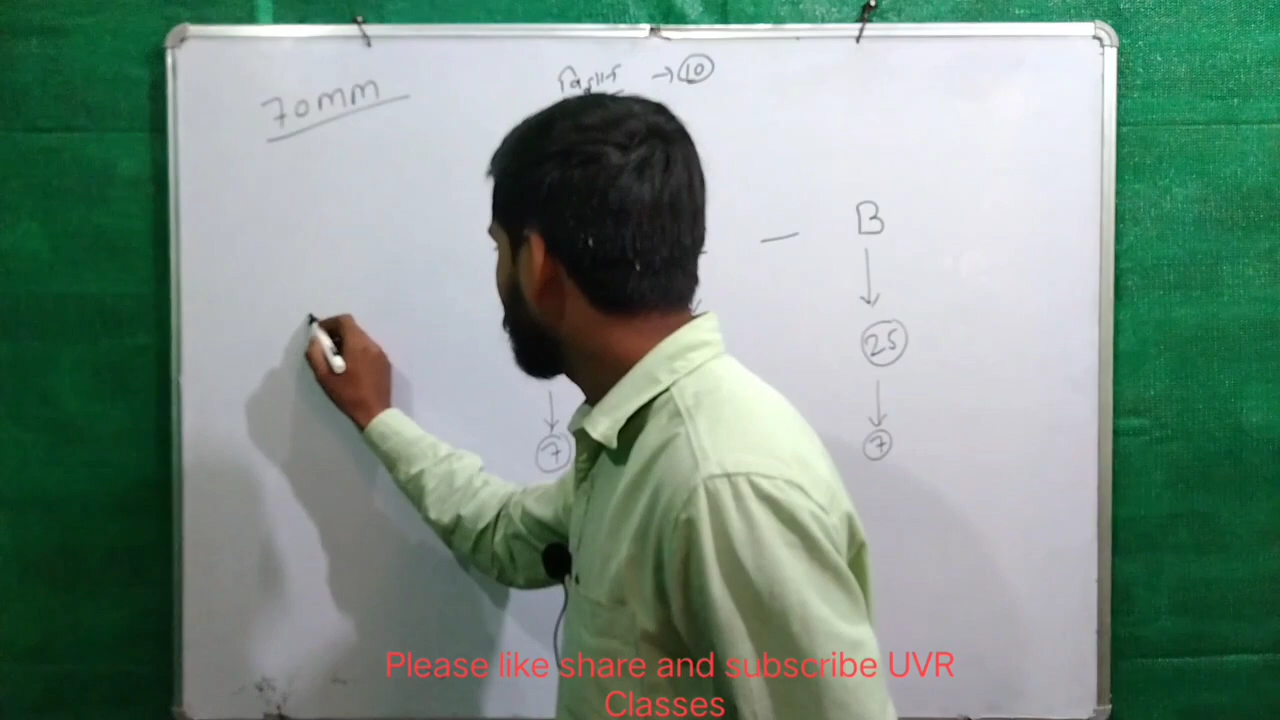 विज्ञान → 10
70mm
— B
25
7 7
Please like share and subscribe UVR
Classes